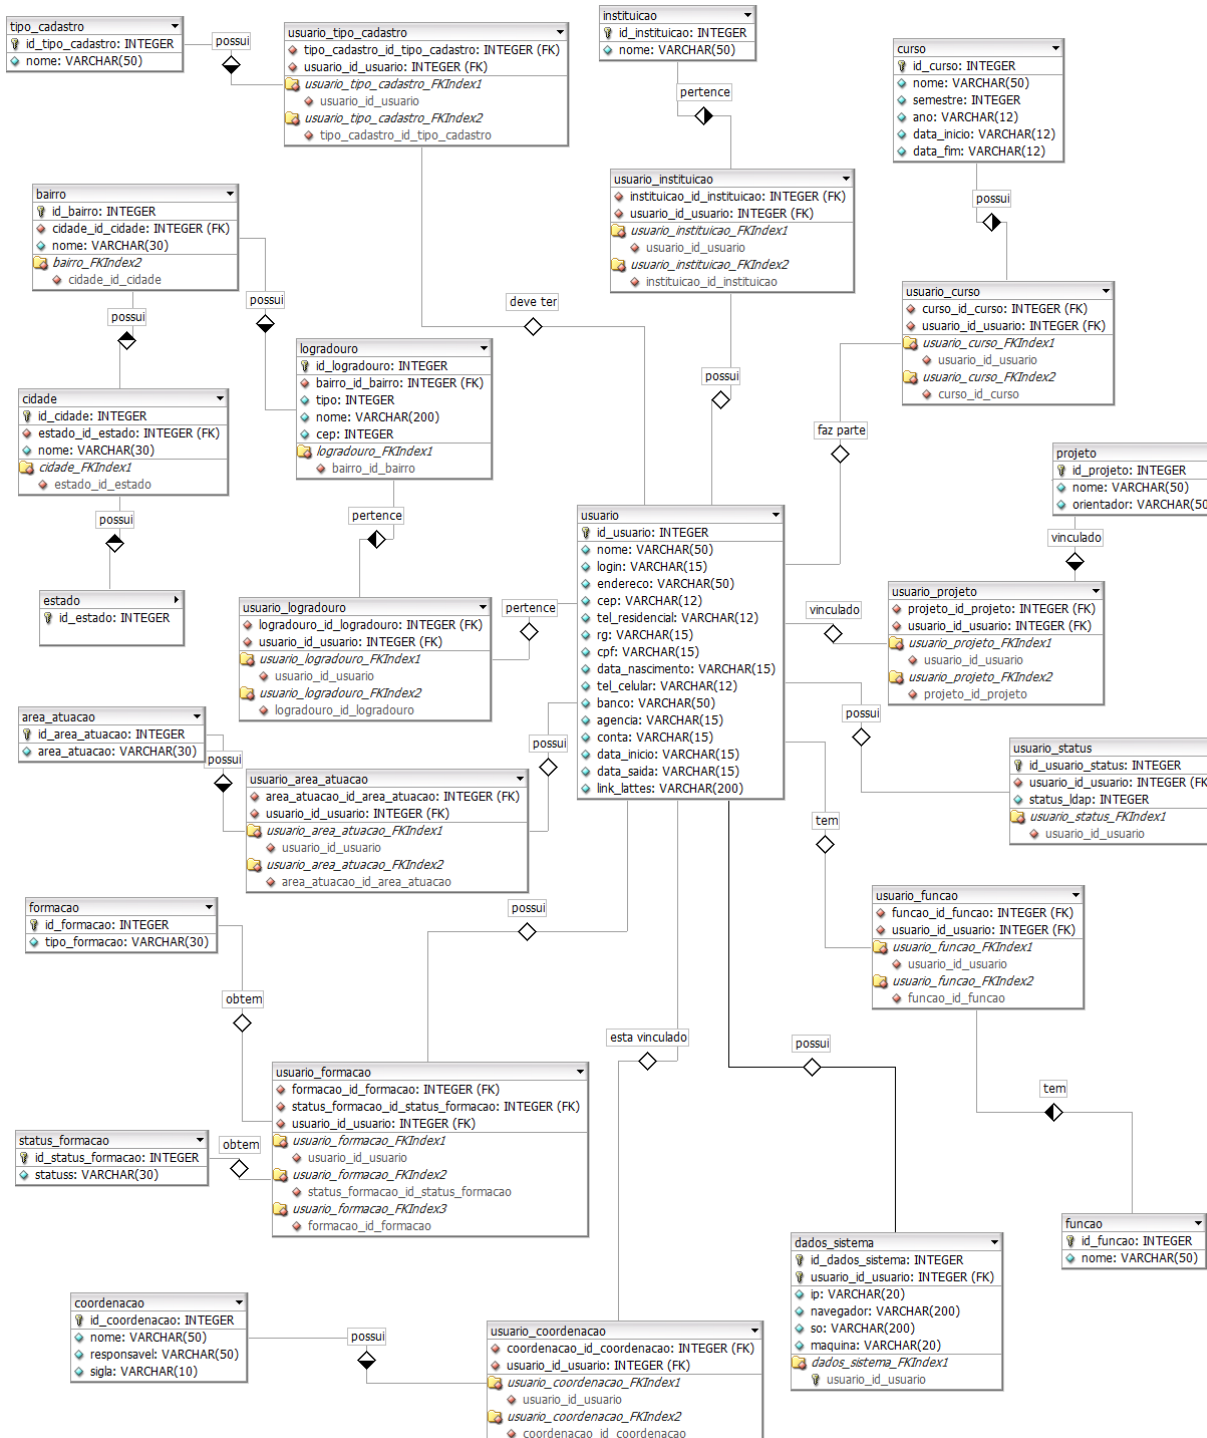 tipo_cadastro
id_tipo_cadastro: INTEGER
nome: VARCHAR(50)
possui
usuario_tipo_cadastro
tipo_cadastro_id_tipo_cadastro: INTEGER (FK)
usuario_id_usuario: INTEGER (FK)
usuario_tipo_cadastro_FKIndex1
usuario_id_usuario
usuario_tipo_cadastro_FKIndex2
tipo_cadastro_id_tipo_cadastro
instituicao
id_instituicao: INTEGER
nome: VARCHAR(50)
pertence
curso
id_curso: INTEGER
nome: VARCHAR(50)
semestre: INTEGER
ano: VARCHAR(12)
data_inicio: VARCHAR(12)
data_fim: VARCHAR(12)
possui
bairro
id_bairro: INTEGER
cidade_id_cidade: INTEGER (FK)
nome: VARCHAR(30)
bairro_FKIndex2
cidade_id_cidade
possui
possui
usuario_instituicao
instituicao_id_instituicao: INTEGER (FK)
usuario_id_usuario: INTEGER (FK)
usuario_instituicao_FKIndex1
usuario_id_usuario
usuario_instituicao_FKIndex2
instituicao_id_instituicao
deve ter
possui
usuario_curso
curso_id_curso: INTEGER (FK)
usuario_id_usuario: INTEGER (FK)
usuario_curso_FKIndex1
usuario_id_usuario
usuario_curso_FKIndex2
curso_id_curso
faz parte
logradouro
id_logradouro: INTEGER
bairro_id_bairro: INTEGER (FK)
tipo: INTEGER
nome: VARCHAR(200)
cep: INTEGER
logradouro_FKIndex1
bairro_id_bairro
pertence
cidade
id_cidade: INTEGER
estado_id_estado: INTEGER (FK)
nome: VARCHAR(30)
cidade_FKIndex1
estado_id_estado
possui
estado
id_estado: INTEGER
projeto
id_projeto: INTEGER
nome: VARCHAR(50)
orientador: VARCHAR(50
vinculado
usuario
id_usuario: INTEGER
nome: VARCHAR(50)
login: VARCHAR(15)
endereco: VARCHAR(50)
cep: VARCHAR(12)
tel_residencial: VARCHAR(12)
rg: VARCHAR(15)
cpf: VARCHAR(15)
data_nascimento: VARCHAR(15)
tel_celular: VARCHAR(12)
banco: VARCHAR(50)
agencia: VARCHAR(15)
conta: VARCHAR(15)
data_inicio: VARCHAR(15)
data_saida: VARCHAR(15)
link_lattes: VARCHAR(200)
usuario_logradouro
logradouro_id_logradouro: INTEGER (FK)
usuario_id_usuario: INTEGER (FK)
usuario_logradouro_FKIndex1
usuario_id_usuario
usuario_logradouro_FKIndex2
logradouro_id_logradouro
pertence
vinculado
usuario_projeto
projeto_id_projeto: INTEGER (FK)
usuario_id_usuario: INTEGER (FK)
usuario_projeto_FKIndex1
usuario_id_usuario
usuario_projeto_FKIndex2
projeto_id_projeto
possui
usuario_status
id_usuario_status: INTEGER
usuario_id_usuario: INTEGER (FK
status_ldap: INTEGER
usuario_status_FKIndex1
usuario_id_usuario
area_atuacao
id_area_atuacao: INTEGER
area_atuacao: VARCHAR(30)
possui
possui
usuario_area_atuacao
area_atuacao_id_area_atuacao: INTEGER (FK)
usuario_id_usuario: INTEGER (FK)
usuario_area_atuacao_FKIndex1
usuario_id_usuario
usuario_area_atuacao_FKIndex2
area_atuacao_id_area_atuacao
tem
usuario_funcao
funcao_id_funcao: INTEGER (FK)
usuario_id_usuario: INTEGER (FK)
usuario_funcao_FKIndex1
usuario_id_usuario
usuario_funcao_FKIndex2
funcao_id_funcao
formacao
id_formacao: INTEGER
tipo_formacao: VARCHAR(30)
possui
obtem
esta vinculado
possui
tem
usuario_formacao
formacao_id_formacao: INTEGER (FK)
status_formacao_id_status_formacao: INTEGER (FK)
usuario_id_usuario: INTEGER (FK)
usuario_formacao_FKIndex1
usuario_id_usuario
usuario_formacao_FKIndex2
status_formacao_id_status_formacao
usuario_formacao_FKIndex3
formacao_id_formacao
status_formacao
id_status_formacao: INTEGER
statuss: VARCHAR(30)
obtem
funcao
id_funcao: INTEGER
nome: VARCHAR(50)
dados_sistema
id_dados_sistema: INTEGER
usuario_id_usuario: INTEGER (FK)
ip: VARCHAR(20)
navegador: VARCHAR(200)
so: VARCHAR(200)
maquina: VARCHAR(20)
dados_sistema_FKIndex1
usuario_id_usuario
coordenacao
id_coordenacao: INTEGER
nome: VARCHAR(50)
responsavel: VARCHAR(50)
sigla: VARCHAR(10)
possui
usuario_coordenacao
coordenacao_id_coordenacao: INTEGER (FK)
usuario_id_usuario: INTEGER (FK)
usuario_coordenacao_FKIndex1
usuario_id_usuario
usuario_coordenacao_FKIndex2
coordenacao_id_coordenacao